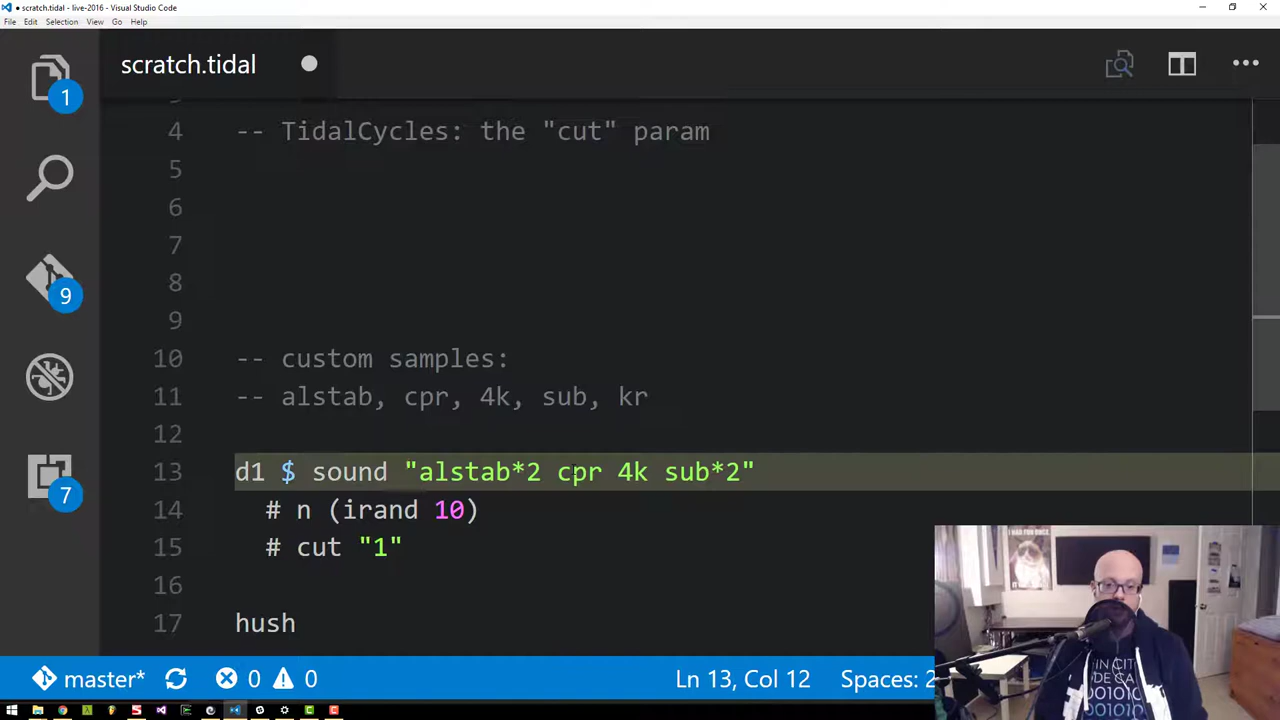 scratch.tidal - live-2016 - Visual Studio Code
File Edit Selection View Go Help
scratch.tidal
1
9
7
4 -- TidalCycles: the "cut" param
5
6
7
8
9
10 -- custom samples:
11 -- alstab, cpr, 4k, sub, kr
12
13 d1 $ sound "alstab*2 cpr 4k sub*2"
14 # n (irand 10)
15 # cut "1"
16
17 hush
master* 0 0 Ln 13, Col 12 Spaces: 2